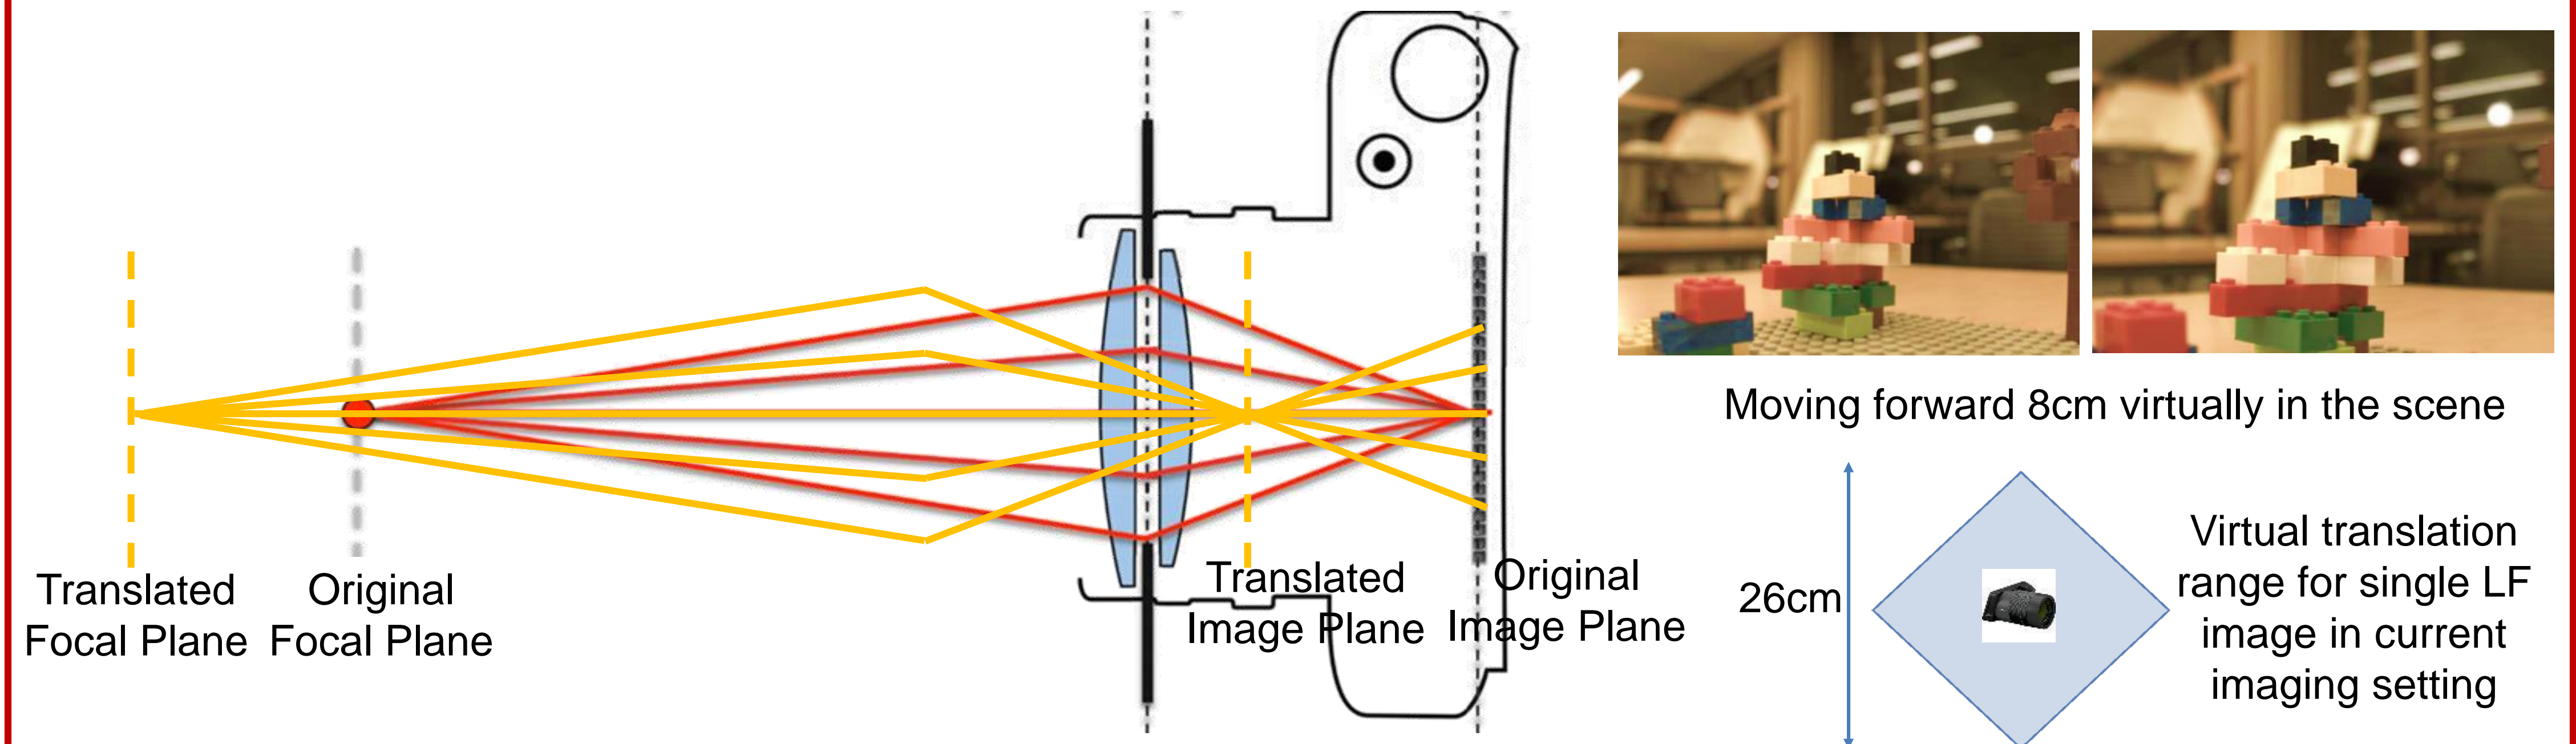 Translated
Focal Plane
Original
Focal Plane
Translated
Image Plane
Original
Image Plane
Moving forward 8cm virtually in the scene
26cm
Virtual translation
range for single LF
image in current
imaging setting